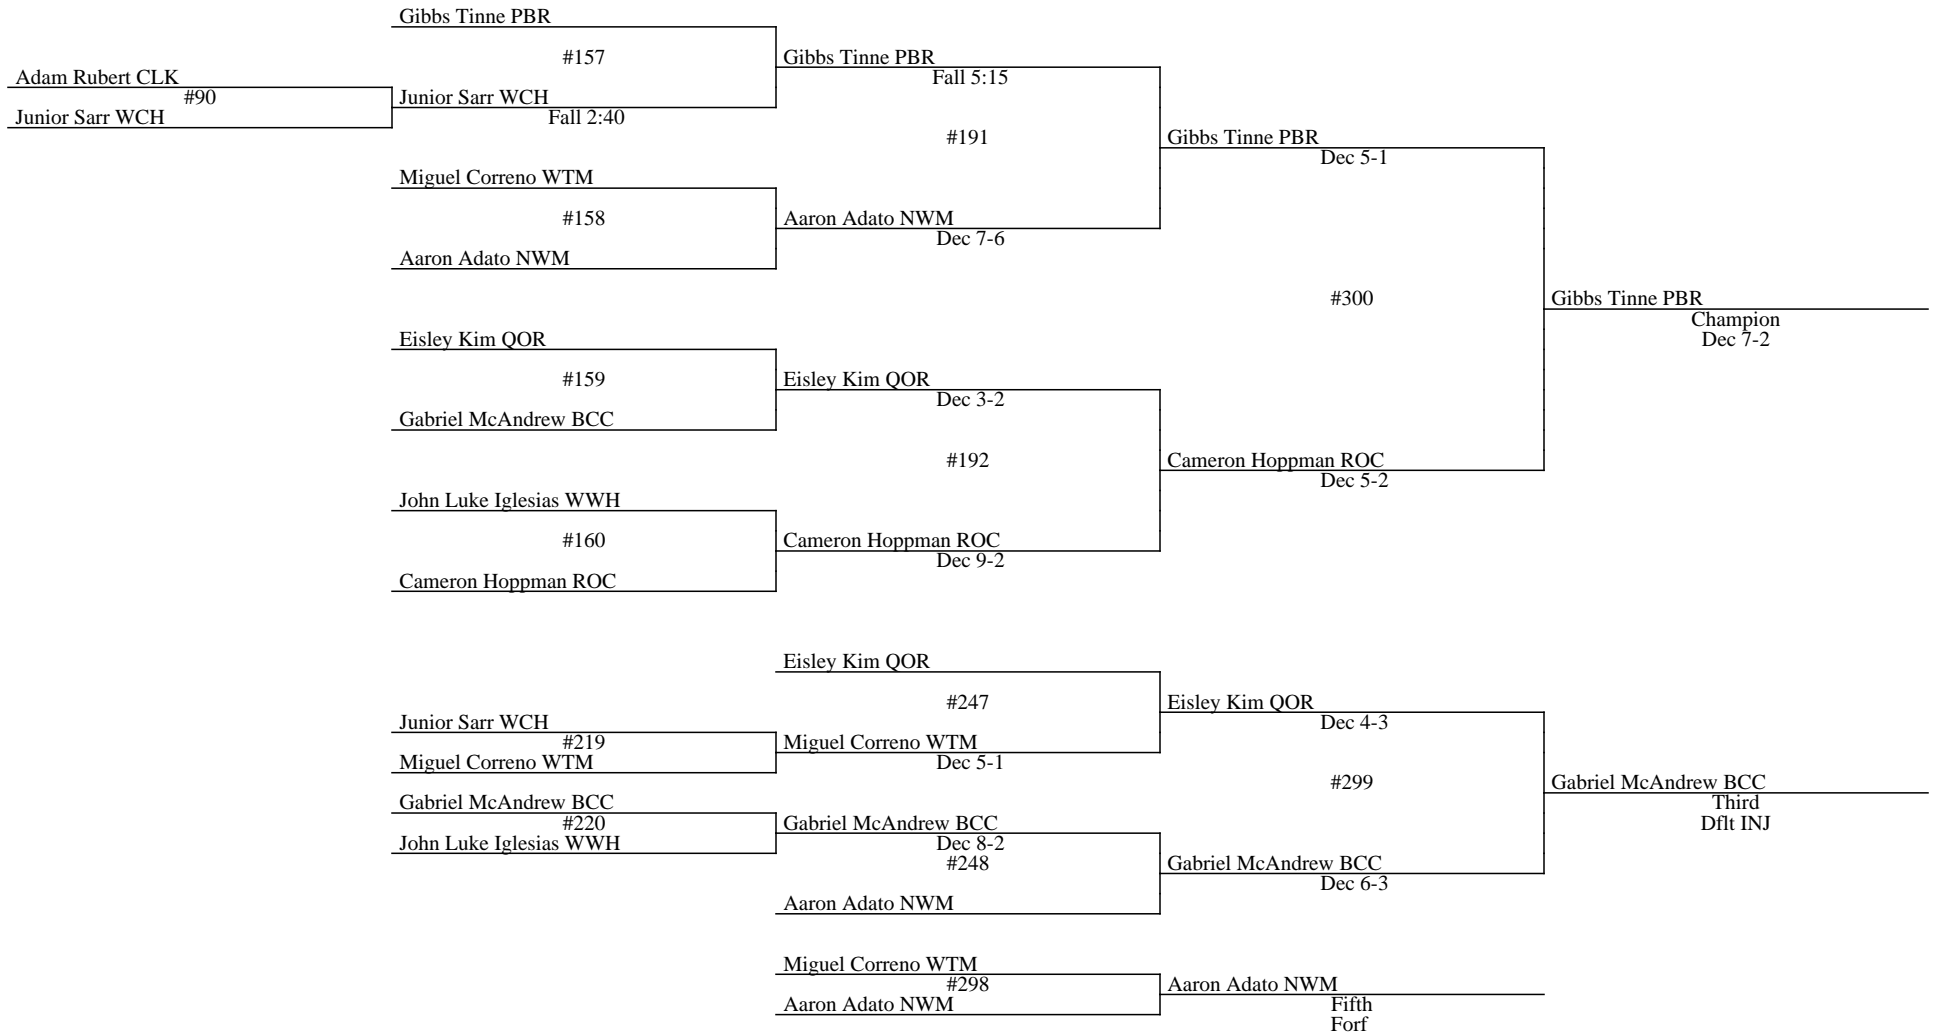 Gibbs Tinne PBR
#157
Gibbs Tinne PBR
Fall 5:15
Adam Rubert CLK
#90
Junior Sarr WCH
Junior Sarr WCH
Fall 2:40
#191
Gibbs Tinne PBR
Dec 5-1
Miguel Correno WTM
#158
Aaron Adato NWM
Dec 7-6
Aaron Adato NWM
#300
Gibbs Tinne PBR
Champion
Dec 7-2
Eisley Kim QOR
#159
Eisley Kim QOR
Dec 3-2
Gabriel McAndrew BCC
#192
Cameron Hoppman ROC
Dec 5-2
John Luke Iglesias WWH
#160
Cameron Hoppman ROC
Dec 9-2
Cameron Hoppman ROC
Eisley Kim QOR
#247
Eisley Kim QOR
Dec 4-3
Junior Sarr WCH
#219
Miguel Correno WTM
Miguel Correno WTM
Dec 5-1
#299
Gabriel McAndrew BCC
Third
Dflt INJ
Gabriel McAndrew BCC
#220
John Luke Iglesias WWH
Gabriel McAndrew BCC
Dec 8-2
#248
Gabriel McAndrew BCC
Dec 6-3
Aaron Adato NWM
Miguel Correno WTM
#298
Aaron Adato NWM
Aaron Adato NWM
Fifth
Forf